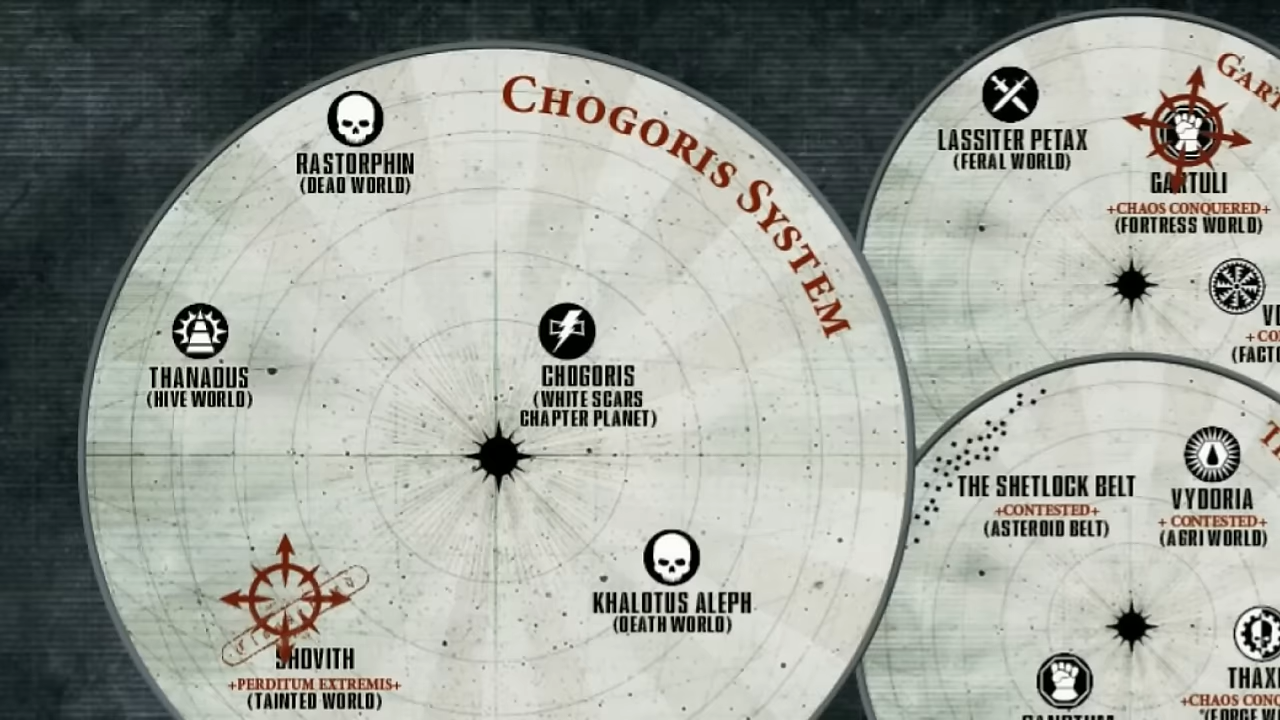 CHOGORIS SYSTEM
RASTORPHIN
(DEAD WORLD)
THANADUS
(HIVE WORLD)
CHOGORIS
(WHITE SCARS
CHAPTER PLANET)
KHALOTUS ALEPH
(DEATH WORLD)
SHOVITH
+PERDITUM EXTREMIS+
(TAINTED WORLD)
LASSITER PETAX
(FERAL WORLD)
GARTULI
+CHAOS CONQUERED+
(FORTRESS WORLD)
THE SHETLOCK BELT
+CONTESTED+
(ASTEROID BELT)
VYDORIA
+ CONTESTED+
(AGRI WORLD)